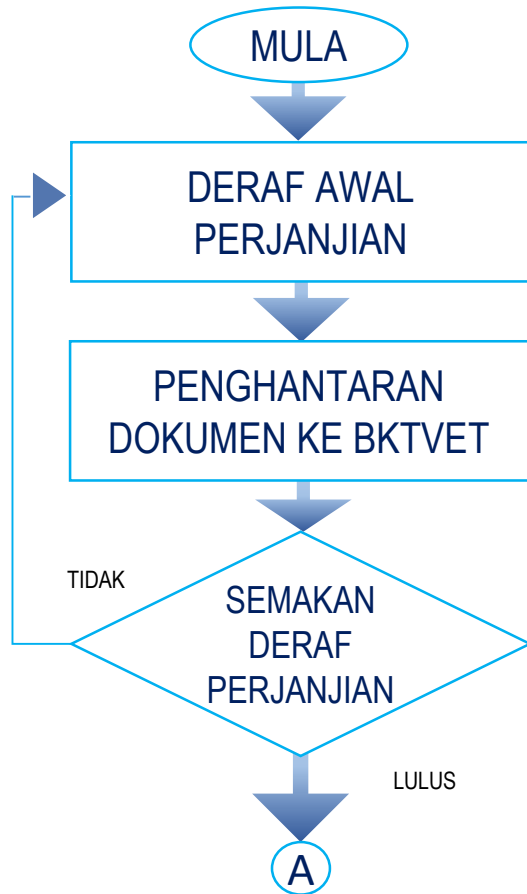 MULA
DERAF AWAL
PERJANJIAN
PENGHANTARAN
DOKUMEN KE BKTVET
TIDAK
SEMAKAN
DERAF
PERJANJIAN
LULUS
A